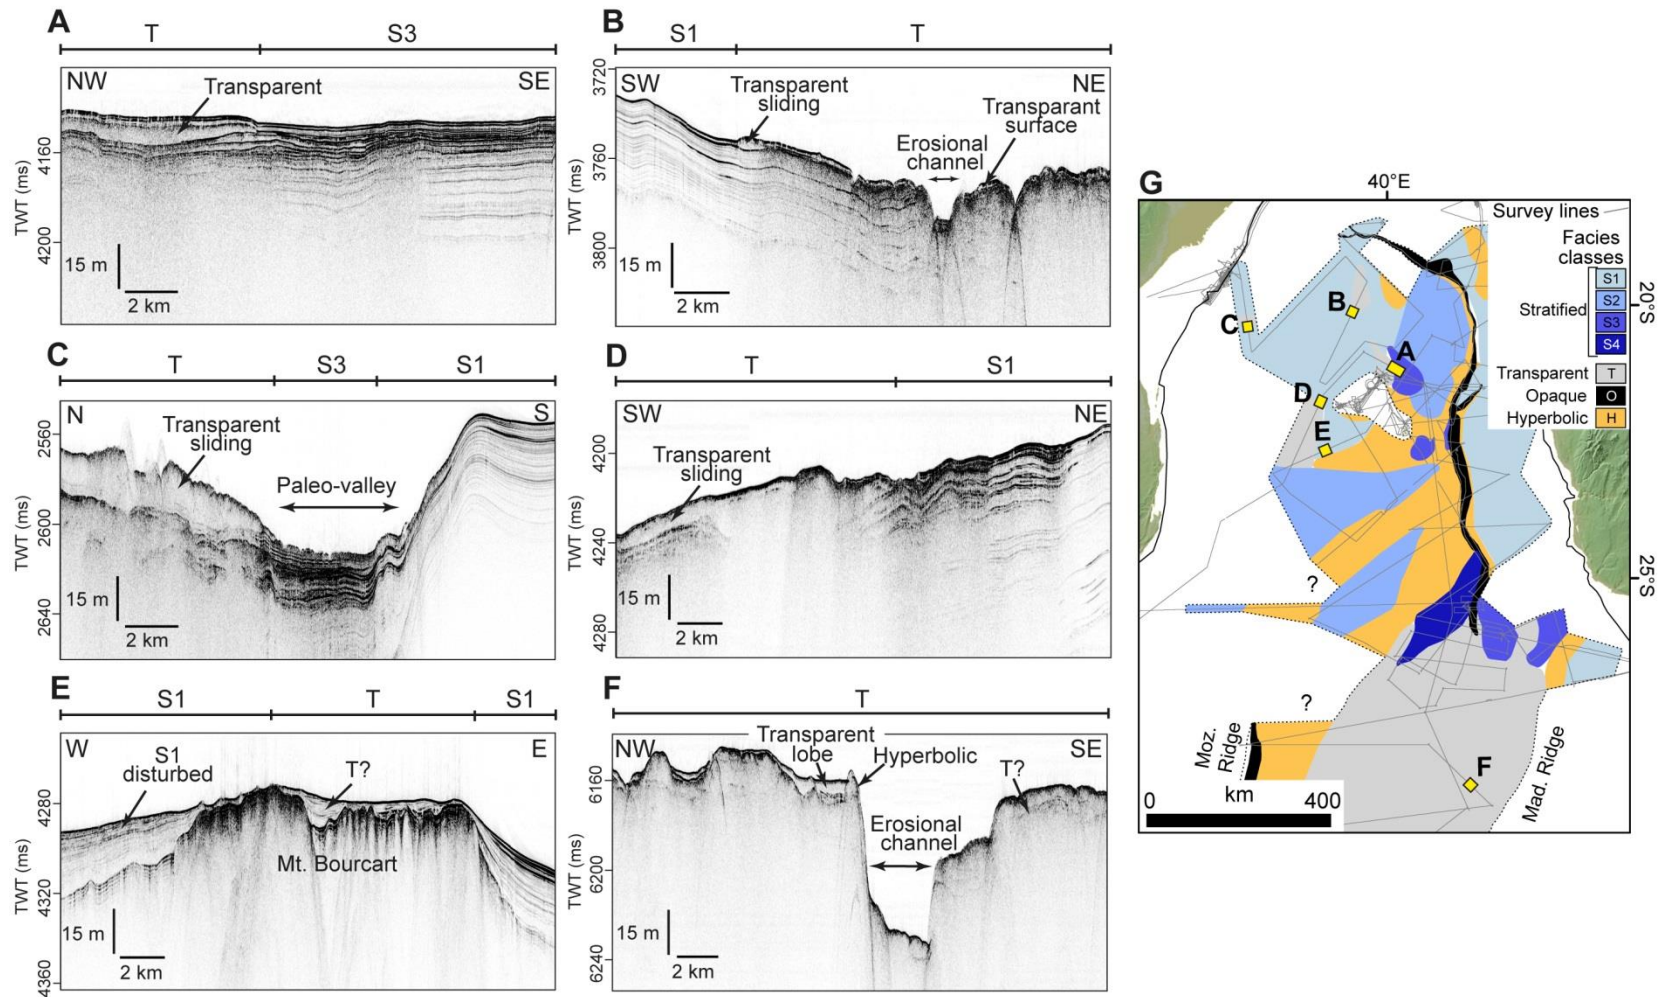 A
T
S3
NW
Transparent
SE
TWT (ms)
4160
4200
15 m
2 km
B
S1
T
SW
Transparent
sliding
NE
Transparant
surface
Erosional
channel
TWT (ms)
3720
3760
3800
15 m
2 km
C
T
S3
S1
N
Transparent
sliding
S
Paleo-valley
TWT (ms)
2560
2600
2640
15 m
2 km
D
T
S1
SW
NE
Transparent
sliding
TWT (ms)
4200
4240
4280
15 m
2 km
E
S1
T
S1
W
S1
disturbed
T?
E
Mt. Bourcart
TWT (ms)
4280
4320
4360
15 m
2 km
F
T
NW
Transparent
lobe
Hyperbolic
SE
T?
Erosional
channel
TWT (ms)
6160
6200
6240
15 m
2 km
G
40°E
Survey lines
Facies
classes
S1
S2
Stratified
S3
S4
Transparent T
Opaque O
Hyperbolic H
20°S
25°S
B
C
A
D
E
?
?
Moz.
Ridge
F
Mad. Ridge
0 km 400